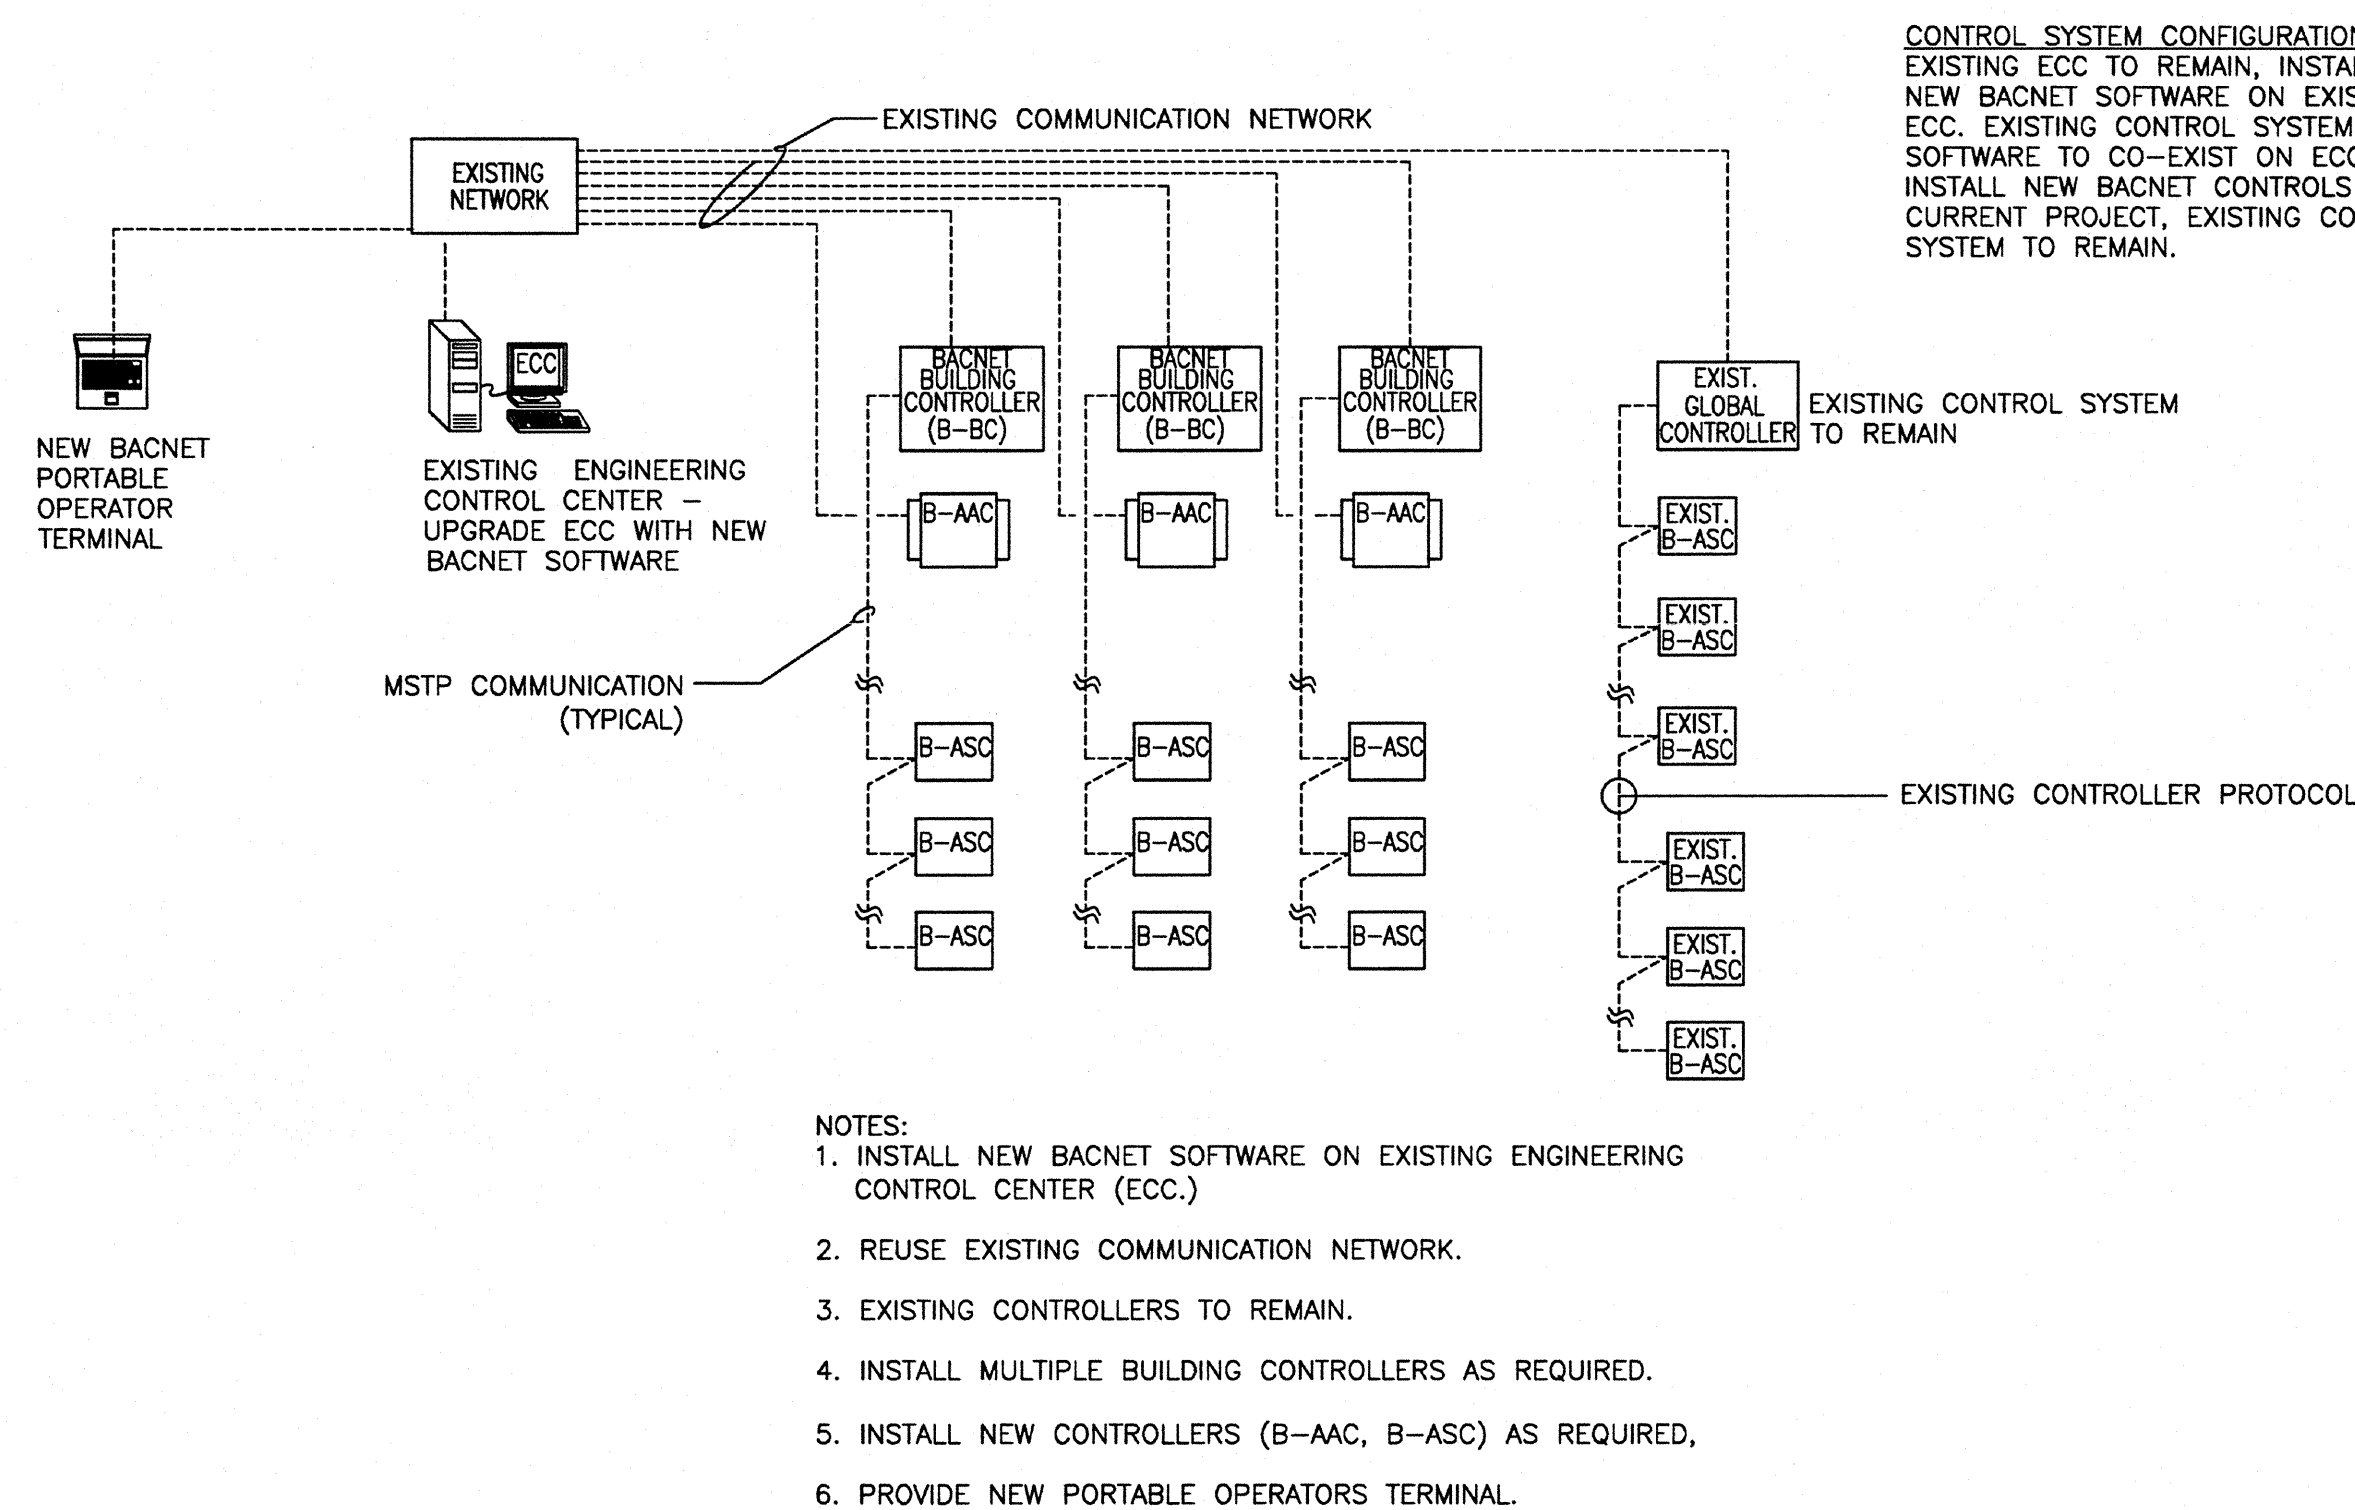 CONTROL SYSTEM CONFIGURATION
EXISTING ECC TO REMAIN, INSTAL
NEW BACNET SOFTWARE ON EXIS
ECC. EXISTING CONTROL SYSTEM
SOFTWARE TO CO-EXIST ON ECC
INSTALL NEW BACNET CONTROLS
CURRENT PROJECT, EXISTING CO
SYSTEM TO REMAIN.
EXISTING COMMUNICATION NETWORK
EXISTING
NETWORK
NEW BACNET
PORTABLE
OPERATOR
TERMINAL
ECC
EXISTING ENGINEERING
CONTROL CENTER –
UPGRADE ECC WITH NEW
BACNET SOFTWARE
BACNET
BUILDING
CONTROLLER
(B-BC)
BACNET
BUILDING
CONTROLLER
(B-BC)
BACNET
BUILDING
CONTROLLER
(B-BC)
EXIST.
GLOBAL
CONTROLLER
EXISTING CONTROL SYSTEM
TO REMAIN
B-AAC
B-AAC
B-AAC
MSTP COMMUNICATION
(TYPICAL)
B-ASC
B-ASC
B-ASC
B-ASC
B-ASC
B-ASC
B-ASC
B-ASC
B-ASC
EXIST.
B-ASC
EXIST.
B-ASC
EXIST.
B-ASC
EXISTING CONTROLLER PROTOCOL
EXIST.
B-ASC
EXIST.
B-ASC
EXIST.
B-ASC
NOTES:
1. INSTALL NEW BACNET SOFTWARE ON EXISTING ENGINEERING
CONTROL CENTER (ECC.)
2. REUSE EXISTING COMMUNICATION NETWORK.
3. EXISTING CONTROLLERS TO REMAIN.
4. INSTALL MULTIPLE BUILDING CONTROLLERS AS REQUIRED.
5. INSTALL NEW CONTROLLERS (B-AAC, B-ASC) AS REQUIRED,
6. PROVIDE NEW PORTABLE OPERATORS TERMINAL.